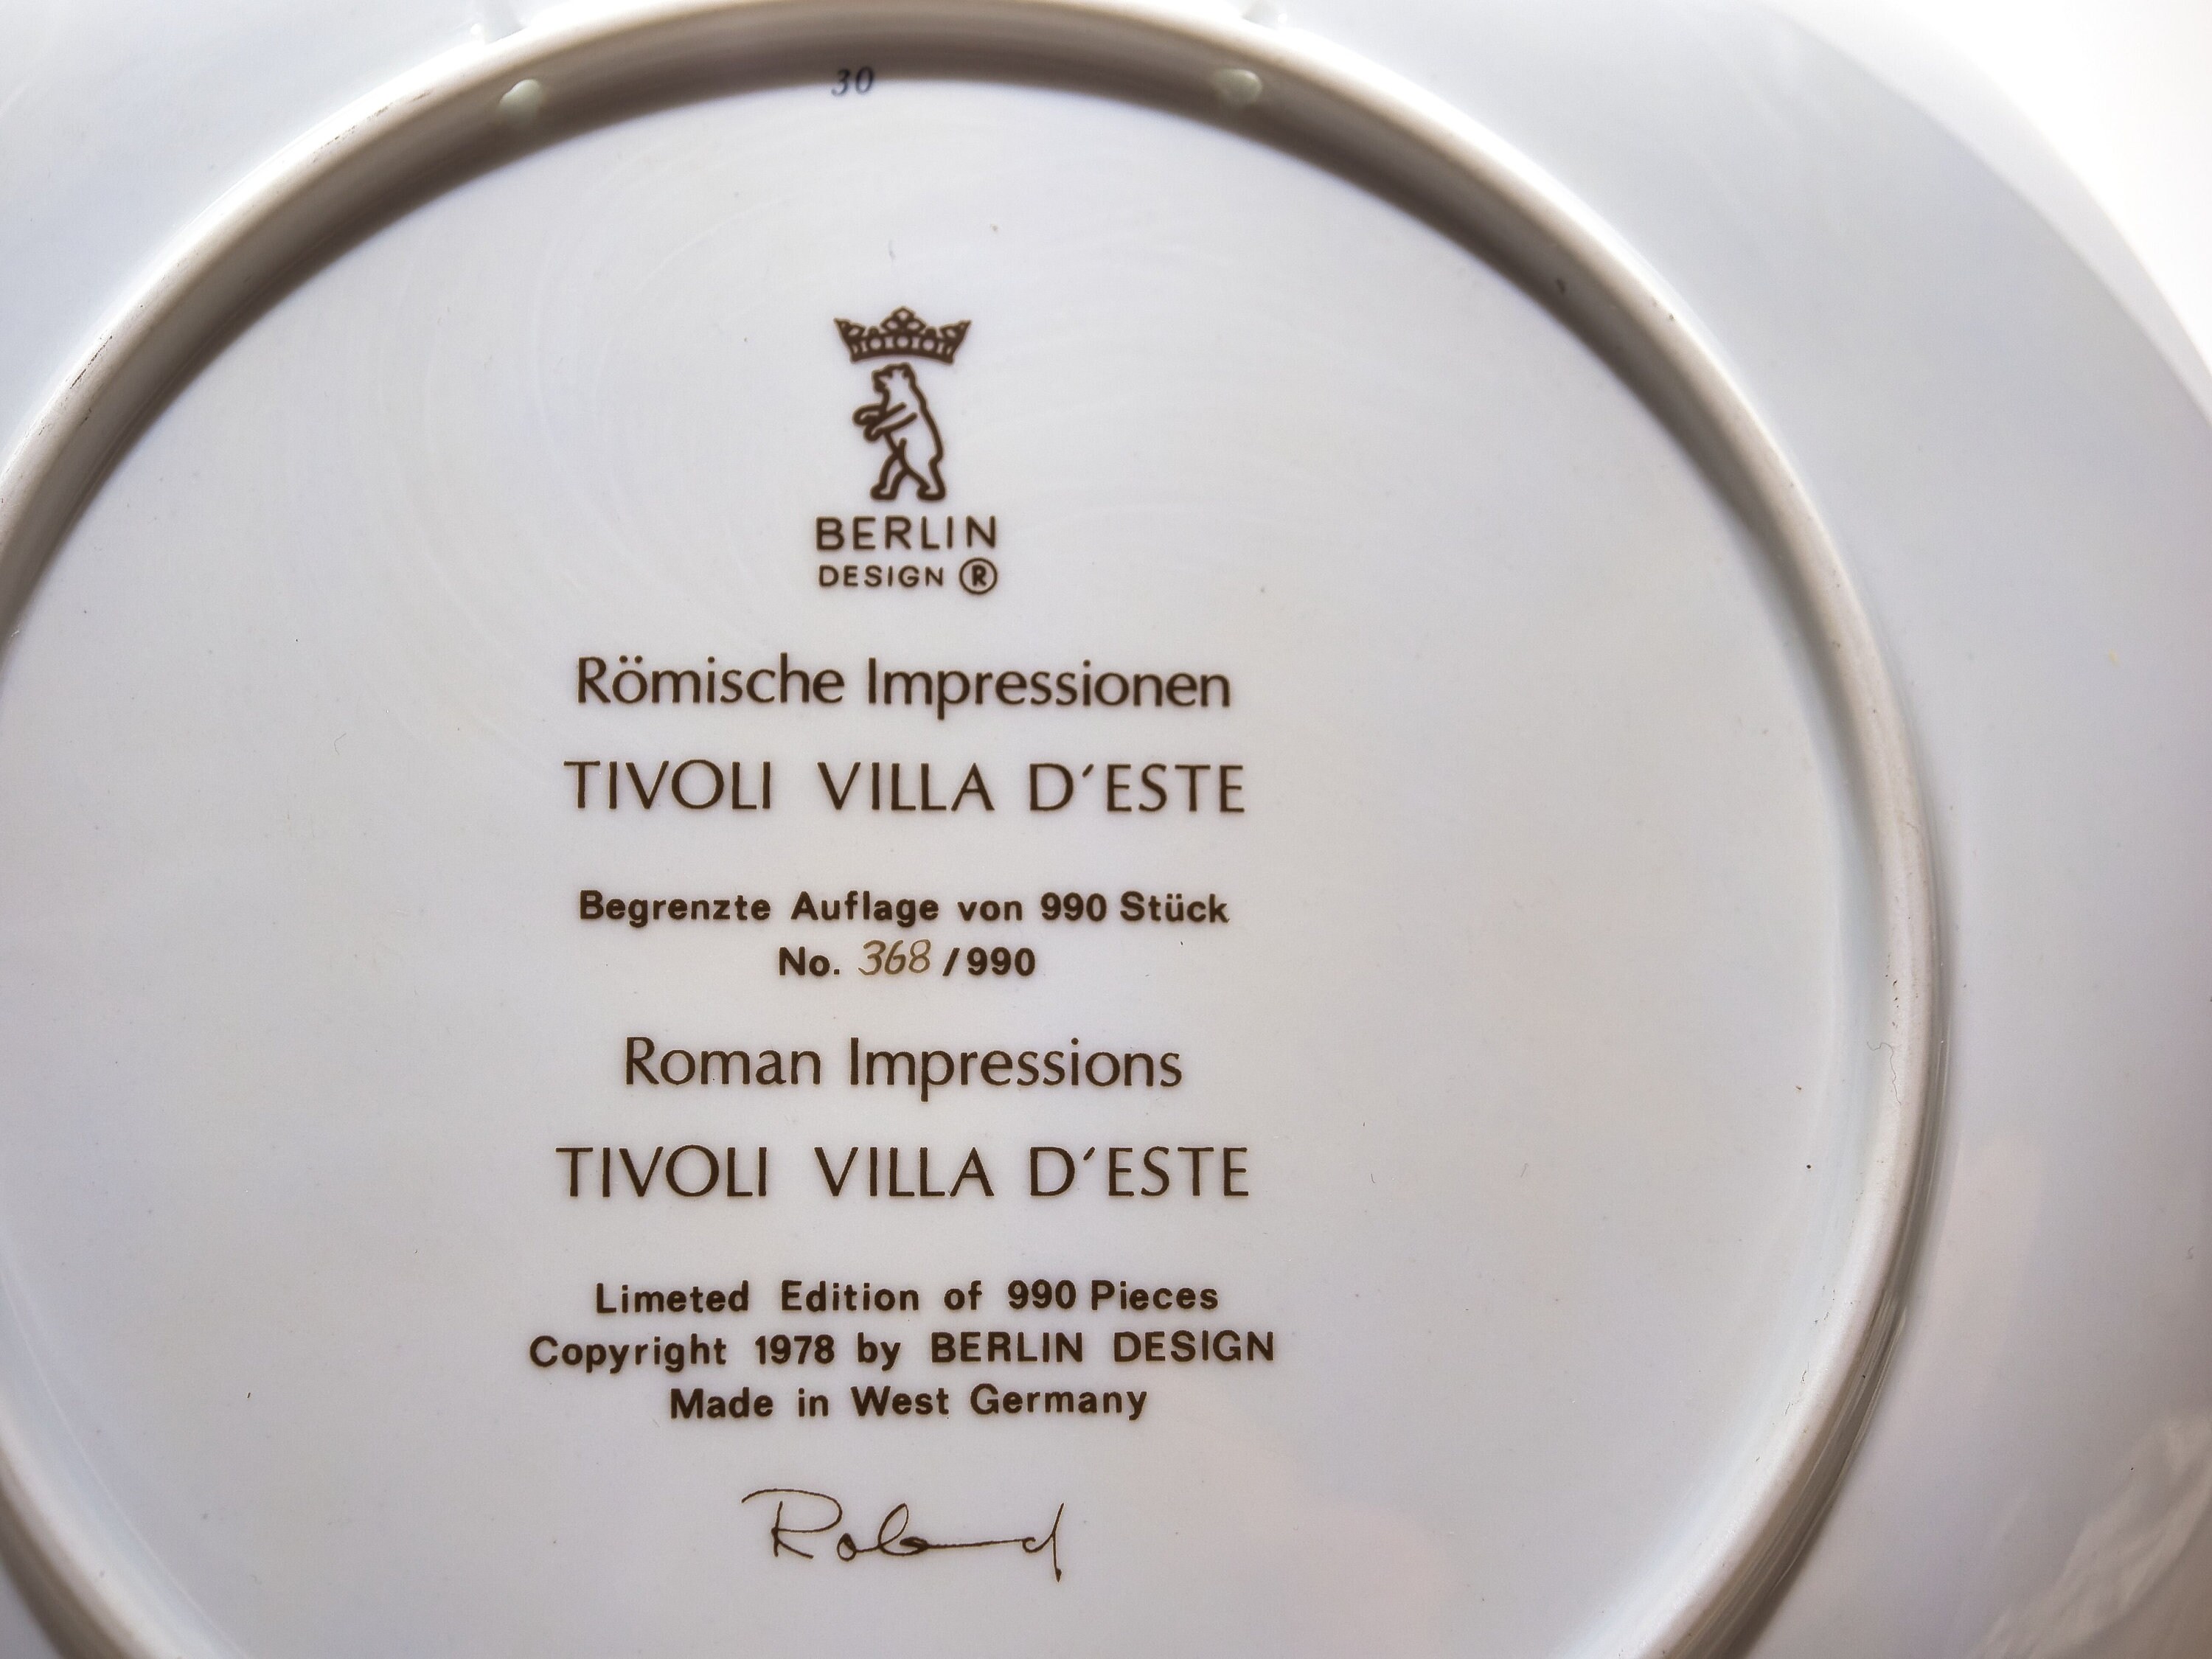 30
BERLIN
DESIGN ®
Römische Impressionen
TIVOLI VILLA D´ESTE
Begrenzte Auflage von 990 Stück
No. 368 / 990
Roman Impressions
TIVOLI VILLA D´ESTE
Limeted Edition of 990 Pieces
Copyright 1978 by BERLIN DESIGN
Made in West Germany
Roland